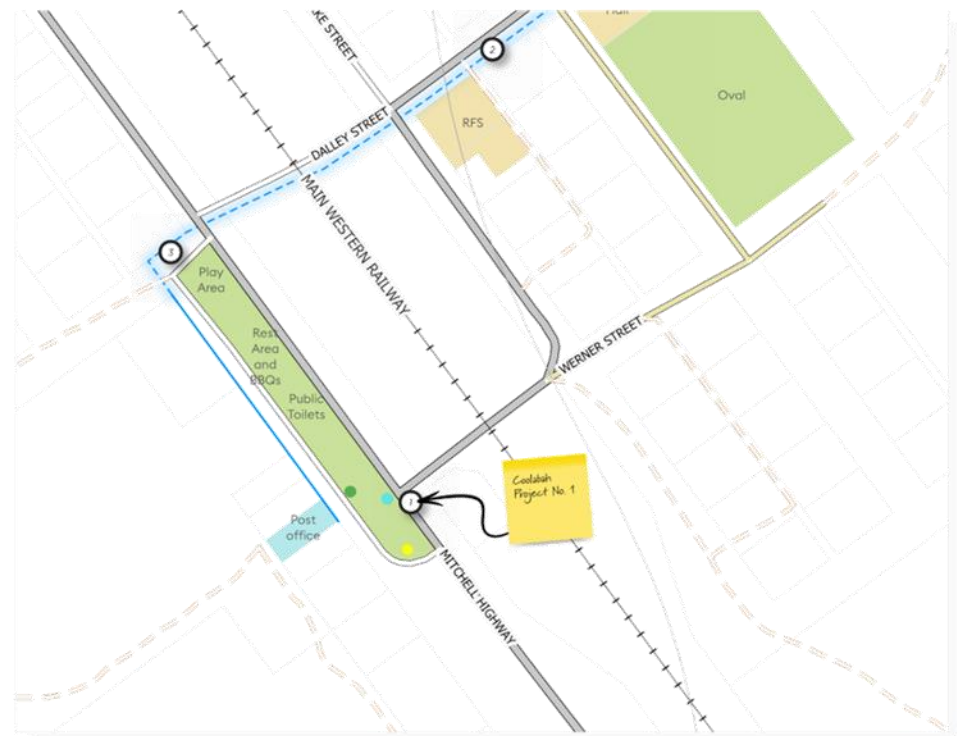 KE STREET
2
Oval
RFS
DALLEY STREET
MAIN WESTERN RAILWAY
3
Play
Area
Rest
Area
and
BBQs
Public
Toilets
WERNER STREET
1
Coolabah
Project No. 1
Post
office
MITCHELL HIGHWAY